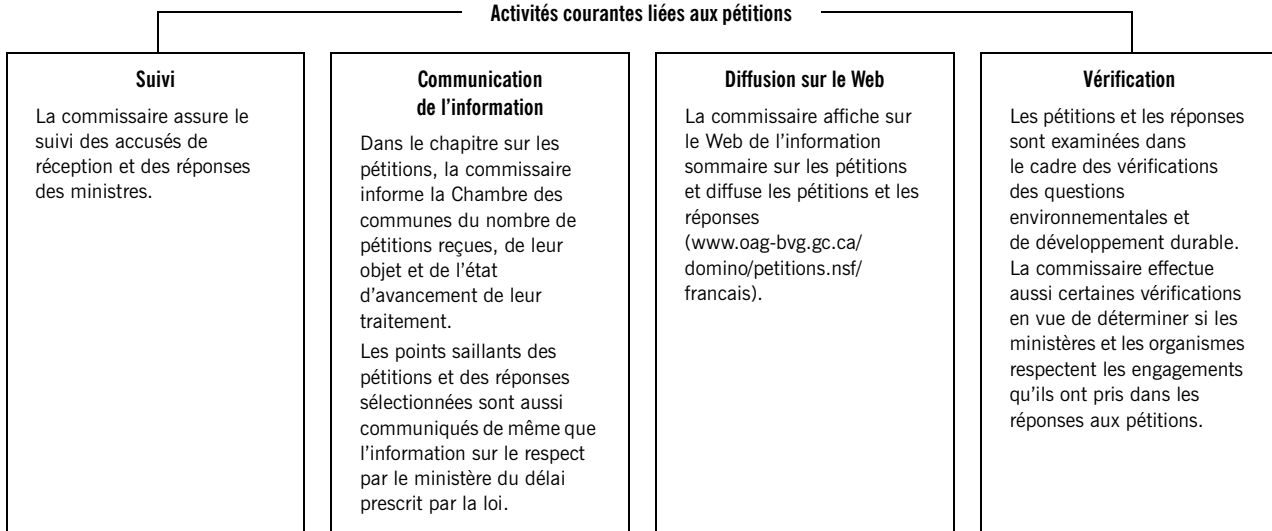 Activités courantes liées aux pétitions
Suivi
La commissaire assure le
suivi des accusés de
réception et des réponses
des ministres.
Communication
de l’information
Dans le chapitre sur les
pétitions, la commissaire
informe la Chambre des
communes du nombre de
pétitions reçues, de leur
objet et de l’état
d’avancement de leur
traitement.
Les points saillants des
pétitions et des réponses
sélectionnées sont aussi
communiqués de même que
l’information sur le respect
par le ministère du délai
prescrit par la loi.
Diffusion sur le Web
La commissaire affiche sur
le Web de l’information
sommaire sur les pétitions
et diffuse les pétitions et les
réponses
(www.oag-bvg.gc.ca/
domino/petitions.nsf/
francais).
Vérification
Les pétitions et les réponses
sont examinées dans
le cadre des vérifications
des questions
environnementales et
de développement durable.
La commissaire effectue
aussi certaines vérifications
en vue de déterminer si les
ministères et les organismes
respectent les engagements
qu’ils ont pris dans les
réponses aux pétitions.